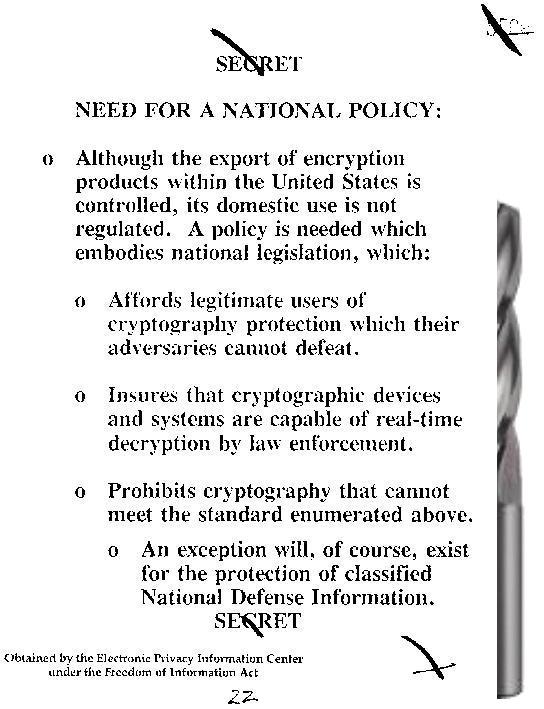 SECRET
NEED FOR A NATIONAL POLICY:
o Although the export of encryption
products within the United States is
controlled, its domestic use is not
regulated. A policy is needed which
embodies national legislation, which:
o Affords legitimate users of
cryptography protection which their
adversaries cannot defeat.
o Insures that cryptographic devices
and systems are capable of real-time
decryption by law enforcement.
o Prohibits cryptography that cannot
meet the standard enumerated above.
o An exception will, of course, exist
for the protection of classified
National Defense Information.
SECRET
Obtained by the Electronic Privacy Information Center
under the Freedom of Information Act
22